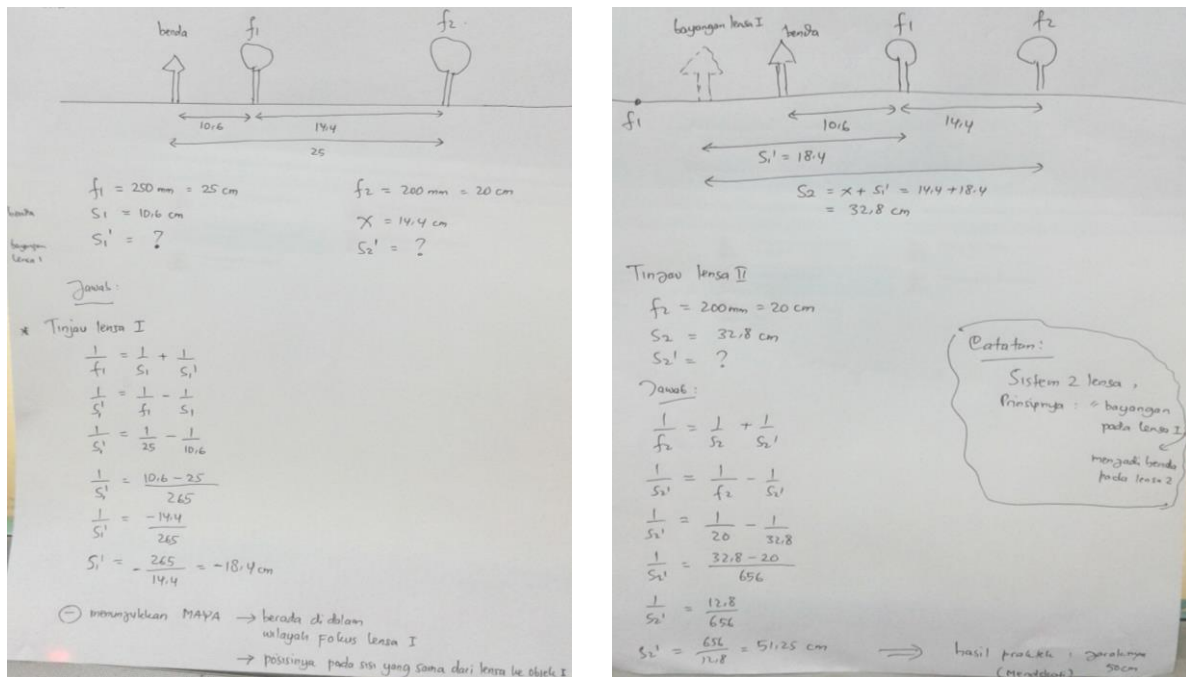 benda
f1
f2
10,6
14,4
25
f1 = 250 mm = 25 cm
f2 = 200 mm = 20 cm
benda
S1 = 10,6 cm
x = 14,4 cm
bayangan lensa 1
S1' = ?
S2' = ?
Jawab :
* Tinjau lensa I
1/f1 = 1/S1 + 1/S1'
1/S1' = 1/f1 - 1/S1
1/S1' = 1/25 - 1/10,6
1/S1' = 10,6 - 25/265
1/S1' = -14,4/265
S1' = - 265/14,4 = -18,4 cm
(-) menunjukkan MAYA → berada di dalam
wilayah fokus lensa I
→ posisinya pada sisi yang sama dari lensa ke objek I
bayangan lensa I
benda
f1
f2
f1
10,6
14,4
S1' = 18,4
S2 = x + S1' = 14,4 + 18,4
= 32,8 cm
Tinjau lensa II
f2 = 200 mm = 20 cm
S2 = 32,8 cm
S2' = ?
Jawab :
1/f2 = 1/S2 + 1/S2'
1/S2' = 1/f2 - 1/S2'
1/S2' = 1/20 - 1/32,8
1/S2' = 32,8 - 20/656
1/S2' = 12,8/656
S2' = 656/12,8 = 51,25 cm
⇒ hasil praktek : jaraknya
(mendekati) 50cm
Catatan :
Sistem 2 lensa,
Prinsipnya : " bayangan
pada lensa I
menjadi benda
pada lensa 2